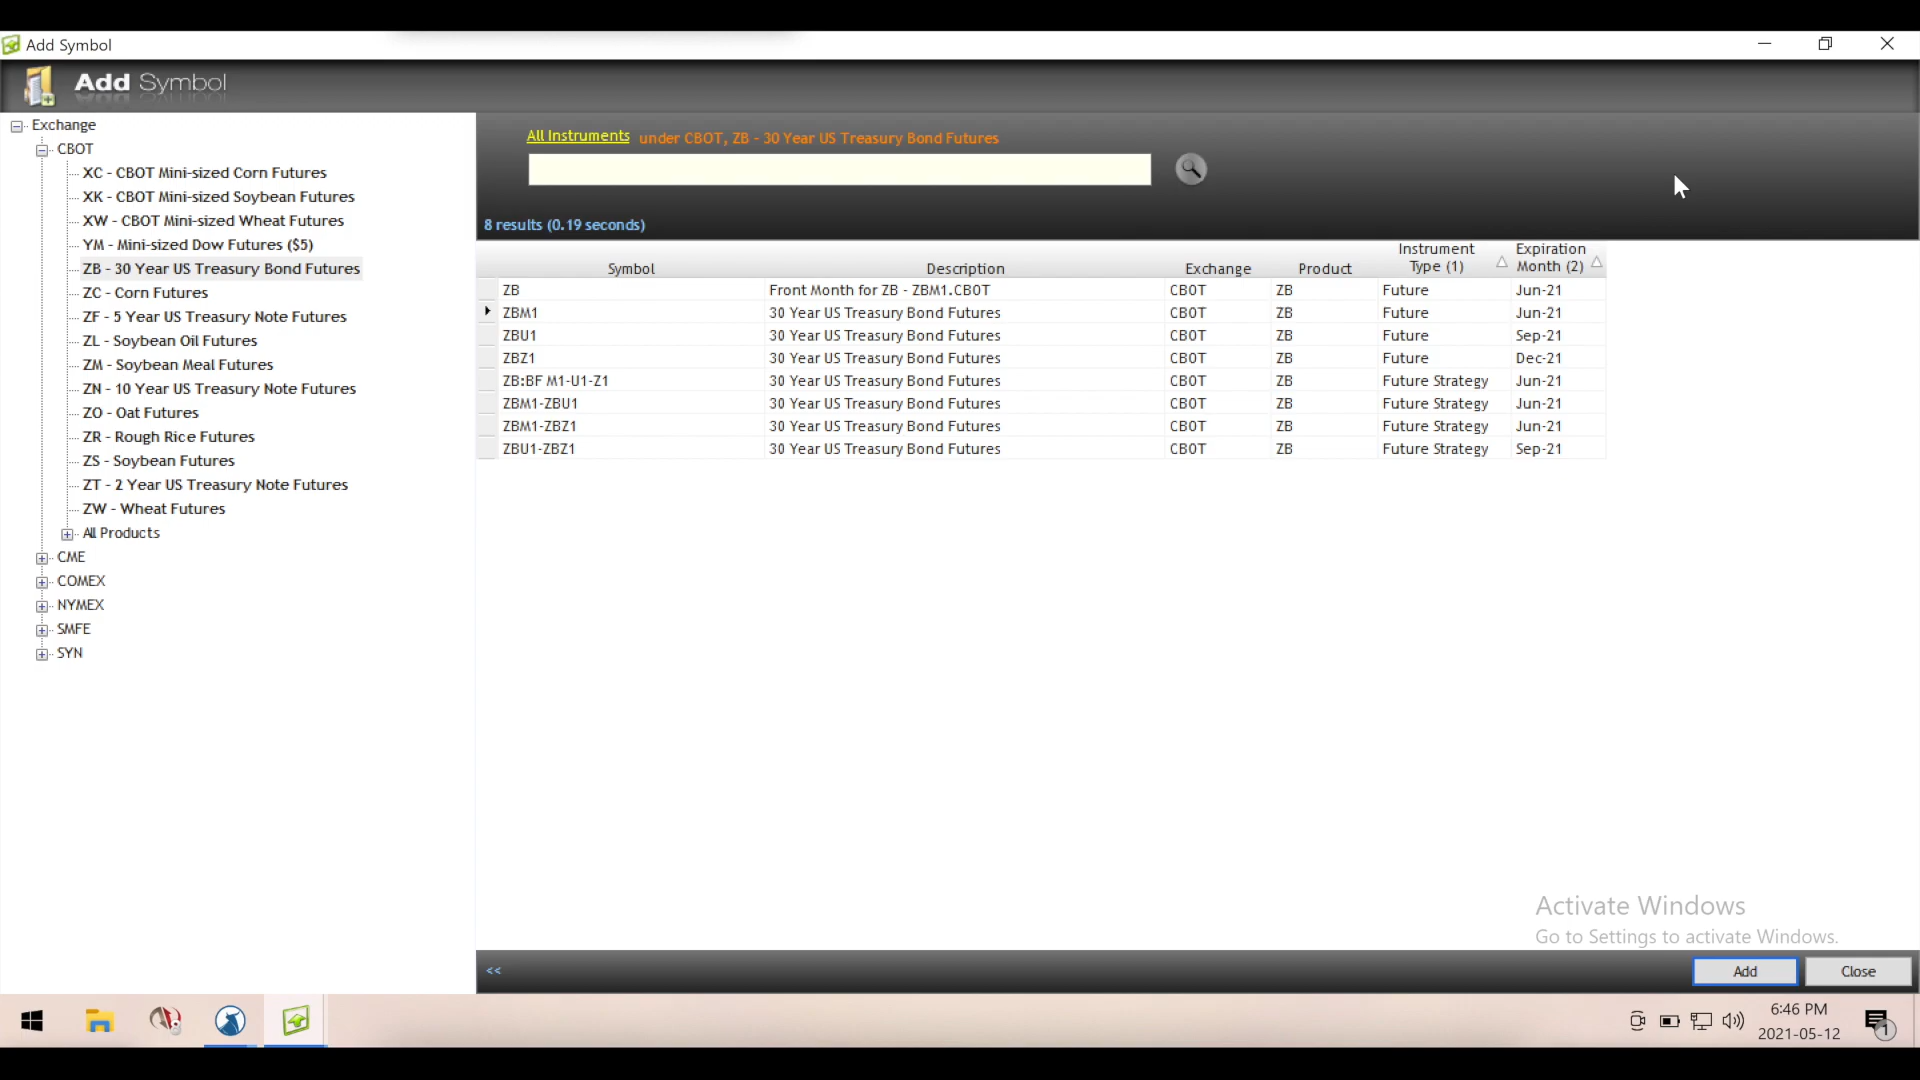 Add Symbol
Add Symbol
Exchange
CBOT
XC - CBOT Mini-sized Corn Futures
XK - CBOT Mini-sized Soybean Futures
XW - CBOT Mini-sized Wheat Futures
YM - Mini-sized Dow Futures ($5)
ZB - 30 Year US Treasury Bond Futures
ZC - Corn Futures
ZF - 5 Year US Treasury Note Futures
ZL - Soybean Oil Futures
ZM - Soybean Meal Futures
ZN - 10 Year US Treasury Note Futures
ZO - Oat Futures
ZR - Rough Rice Futures
ZS - Soybean Futures
ZT - 2 Year US Treasury Note Futures
ZW - Wheat Futures
All Products
CME
COMEX
NYMEX
SMFE
SYN
All Instruments under CBOT, ZB - 30 Year US Treasury Bond Futures
8 results (0.19 seconds)
Symbol Description Exchange Product Instrument Type (1) Expiration Month (2)
ZB Front Month for ZB - ZBM1.CBOT CBOT ZB Future Jun-21
ZBM1 30 Year US Treasury Bond Futures CBOT ZB Future Jun-21
ZBU1 30 Year US Treasury Bond Futures CBOT ZB Future Sep-21
ZBZ1 30 Year US Treasury Bond Futures CBOT ZB Future Dec-21
ZB:BF M1-U1-Z1 30 Year US Treasury Bond Futures CBOT ZB Future Strategy Jun-21
ZBM1-ZBU1 30 Year US Treasury Bond Futures CBOT ZB Future Strategy Jun-21
ZBM1-ZBZ1 30 Year US Treasury Bond Futures CBOT ZB Future Strategy Jun-21
ZBU1-ZBZ1 30 Year US Treasury Bond Futures CBOT ZB Future Strategy Sep-21
Activate Windows
Go to Settings to activate Windows.
<< Add Close
6:46 PM
2021-05-12
1